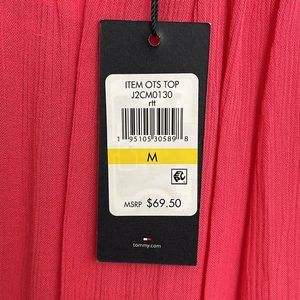 ITEM OTS TOP
J2CM0130
rtt
1 95105 30589 8
M
MSRP $69.50
tommy.com